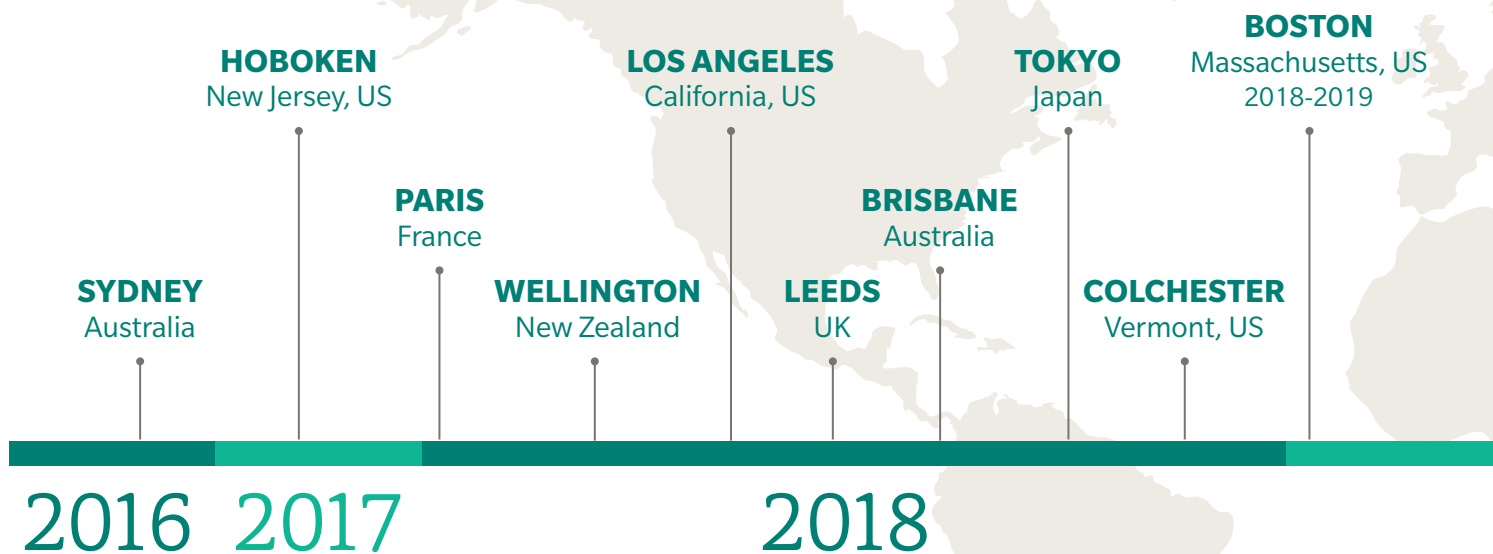 SYDNEY
Australia
HOBOKEN
New Jersey, US
PARIS
France
WELLINGTON
New Zealand
LOS ANGELES
California, US
LEEDS
UK
BRISBANE
Australia
TOKYO
Japan
COLCHESTER
Vermont, US
BOSTON
Massachusetts, US
2018-2019
2016
2017
2018